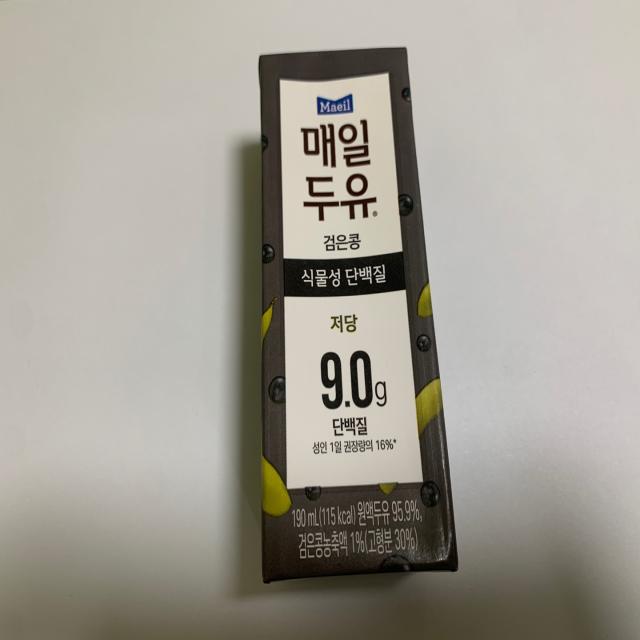 Maeil
매일
두유®
검은콩
식물성 단백질
저당
9.0g
단백질
성인 1일 권장량의 16%*
190 mL(115 kcal) 원액두유 95.9%,
검은콩농축액 1%(고형분 30%)